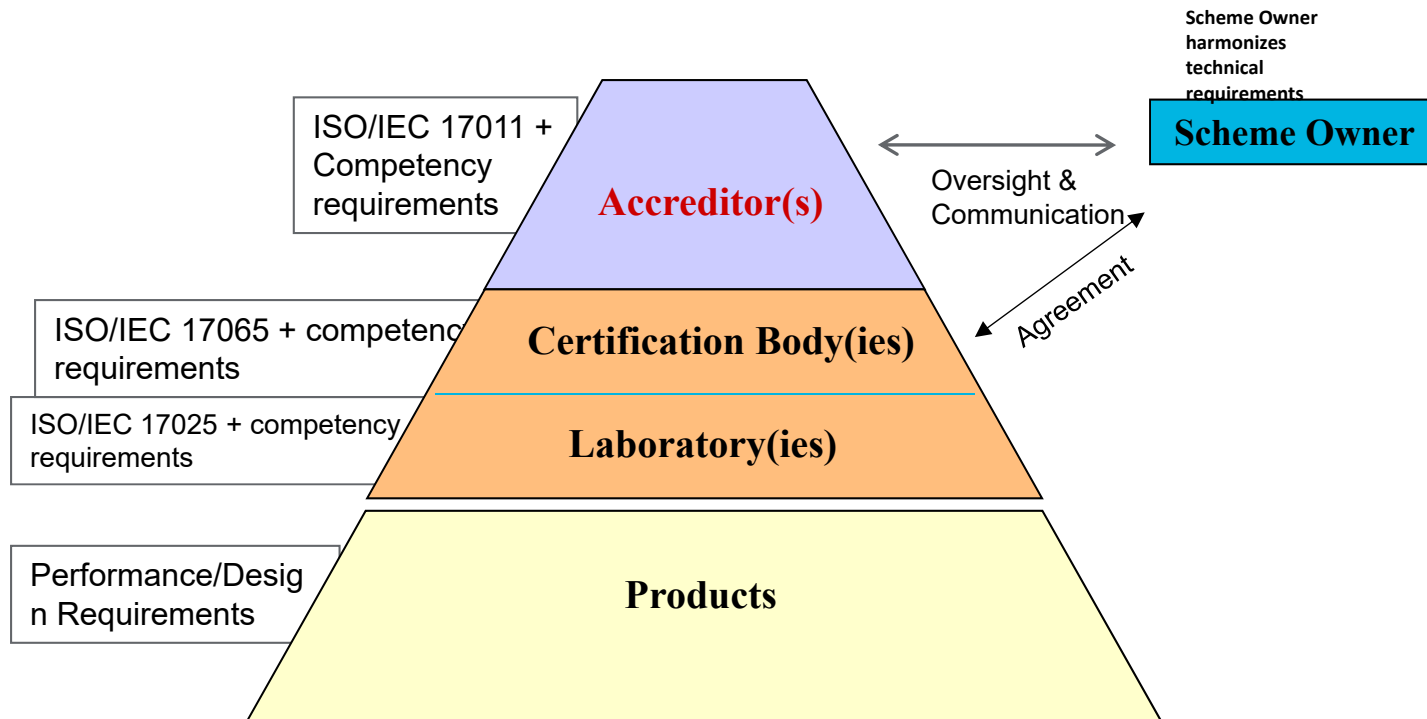 Scheme Owner
harmonizes
technical
requirements
Scheme Owner
ISO/IEC 17011 +
Competency
requirements
Accreditor(s)
Oversight &
Communication
Agreement
ISO/IEC 17065 + competency
requirements
Certification Body(ies)
ISO/IEC 17025 + competency
requirements
Laboratory(ies)
Performance/Desig
n Requirements
Products